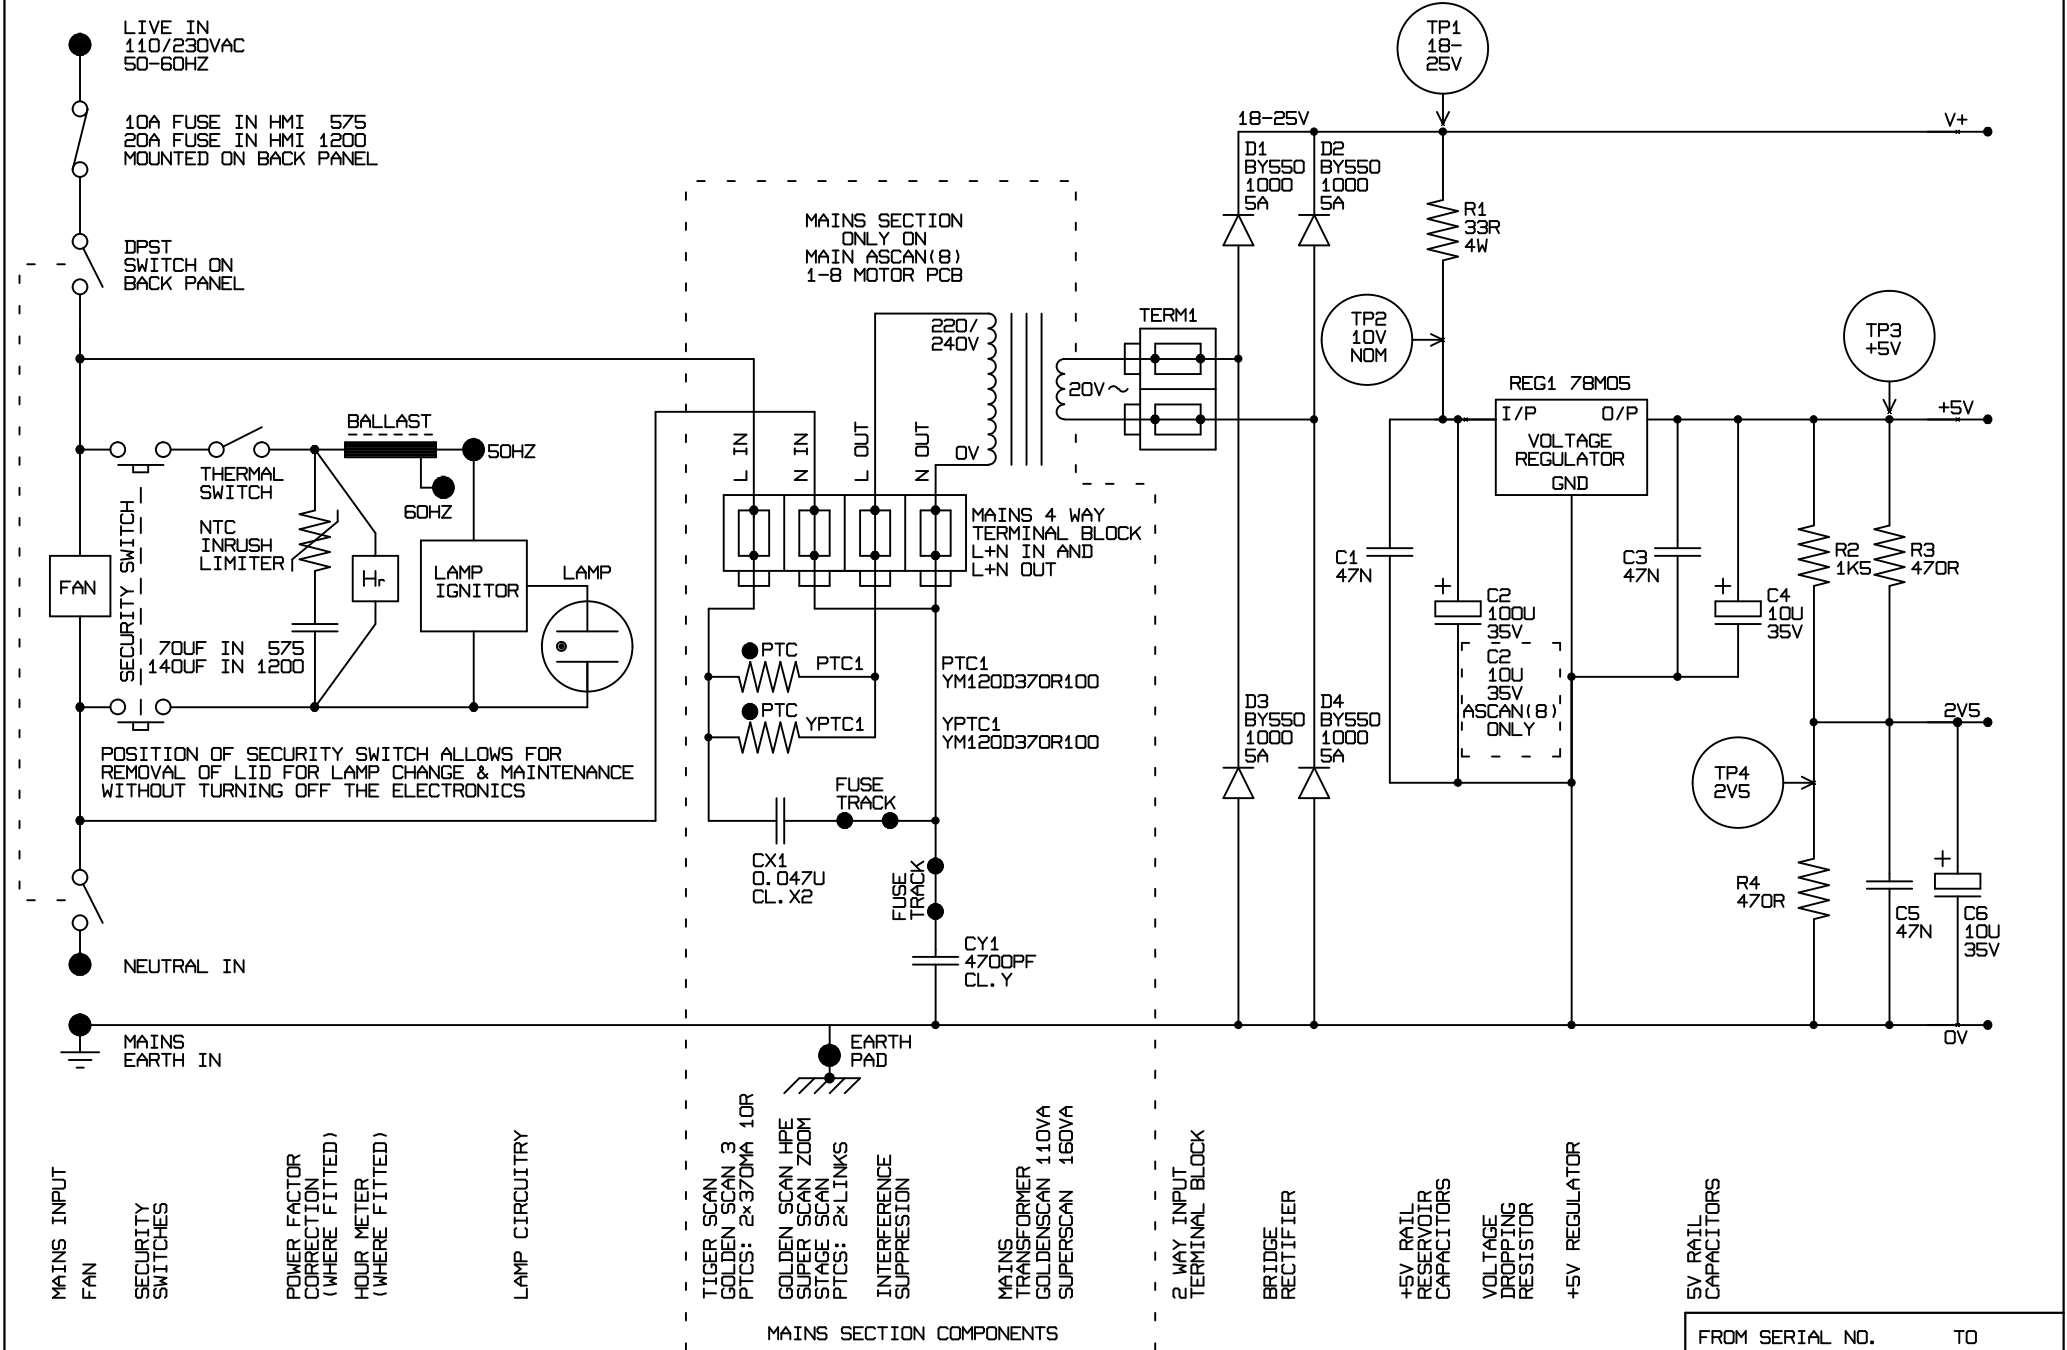 LIVE IN
110/230VAC
50-60HZ
10A FUSE IN HMI 575
20A FUSE IN HMI 1200
MOUNTED ON BACK PANEL
DPST
SWITCH ON
BACK PANEL
BALLAST
50HZ
60HZ
THERMAL
SWITCH
NTC
INRUSH
LIMITER
SECURITY SWITCH
FAN
Hr
LAMP
IGNITOR
LAMP
70UF IN 575
140UF IN 1200
POSITION OF SECURITY SWITCH ALLOWS FOR
REMOVAL OF LID FOR LAMP CHANGE & MAINTENANCE
WITHOUT TURNING OFF THE ELECTRONICS
NEUTRAL IN
MAINS
EARTH IN
MAINS SECTION
ONLY ON
MAIN ASCAN(8)
1-8 MOTOR PCB
220/
240V
0V
20V~
L IN
N IN
L OUT
N OUT
MAINS 4 WAY
TERMINAL BLOCK
L+N IN AND
L+N OUT
PTC
PTC1
PTC1
YM120D370R100
PTC
YPTC1
YPTC1
YM120D370R100
FUSE
TRACK
CX1
0.047U
CL.X2
FUSE
TRACK
CY1
4700PF
CL.Y
EARTH
PAD
TERM1
18-25V
D1
BY550
1000
5A
D2
BY550
1000
5A
D3
BY550
1000
5A
D4
BY550
1000
5A
TP1
18-
25V
V+
R1
33R
4W
TP2
10V
NOM
REG1 78M05
I/P
O/P
VOLTAGE
REGULATOR
GND
TP3
+5V
+5V
C1
47N
+
C2
100U
35V
C2
10U
35V
ASCAN(8)
ONLY
C3
47N
+
C4
10U
35V
R2
1K5
R3
470R
2V5
TP4
2V5
R4
470R
C5
47N
+
C6
10U
35V
0V
MAINS INPUT
FAN
SECURITY
SWITCHES
POWER FACTOR
CORRECTION
(WHERE FITTED)
HOUR METER
(WHERE FITTED)
LAMP CIRCUITRY
TIGER SCAN
GOLDEN SCAN 3
PTCS: 2x370MA 10R
GOLDEN SCAN HPE
SUPER SCAN ZOOM
STAGE SCAN
PTCS: 2xLINKS
INTERFERENCE
SUPPRESION
MAINS
TRANSFORMER
GOLDENSCAN 110VA
SUPERSCAN 160VA
2 WAY INPUT
TERMINAL BLOCK
BRIDGE
RECTIFIER
+5V RAIL
RESERVOIR
CAPACITORS
VOLTAGE
DROPPING
RESISTOR
+5V REGULATOR
5V RAIL
CAPACITORS
MAINS SECTION COMPONENTS
FROM SERIAL NO. TO